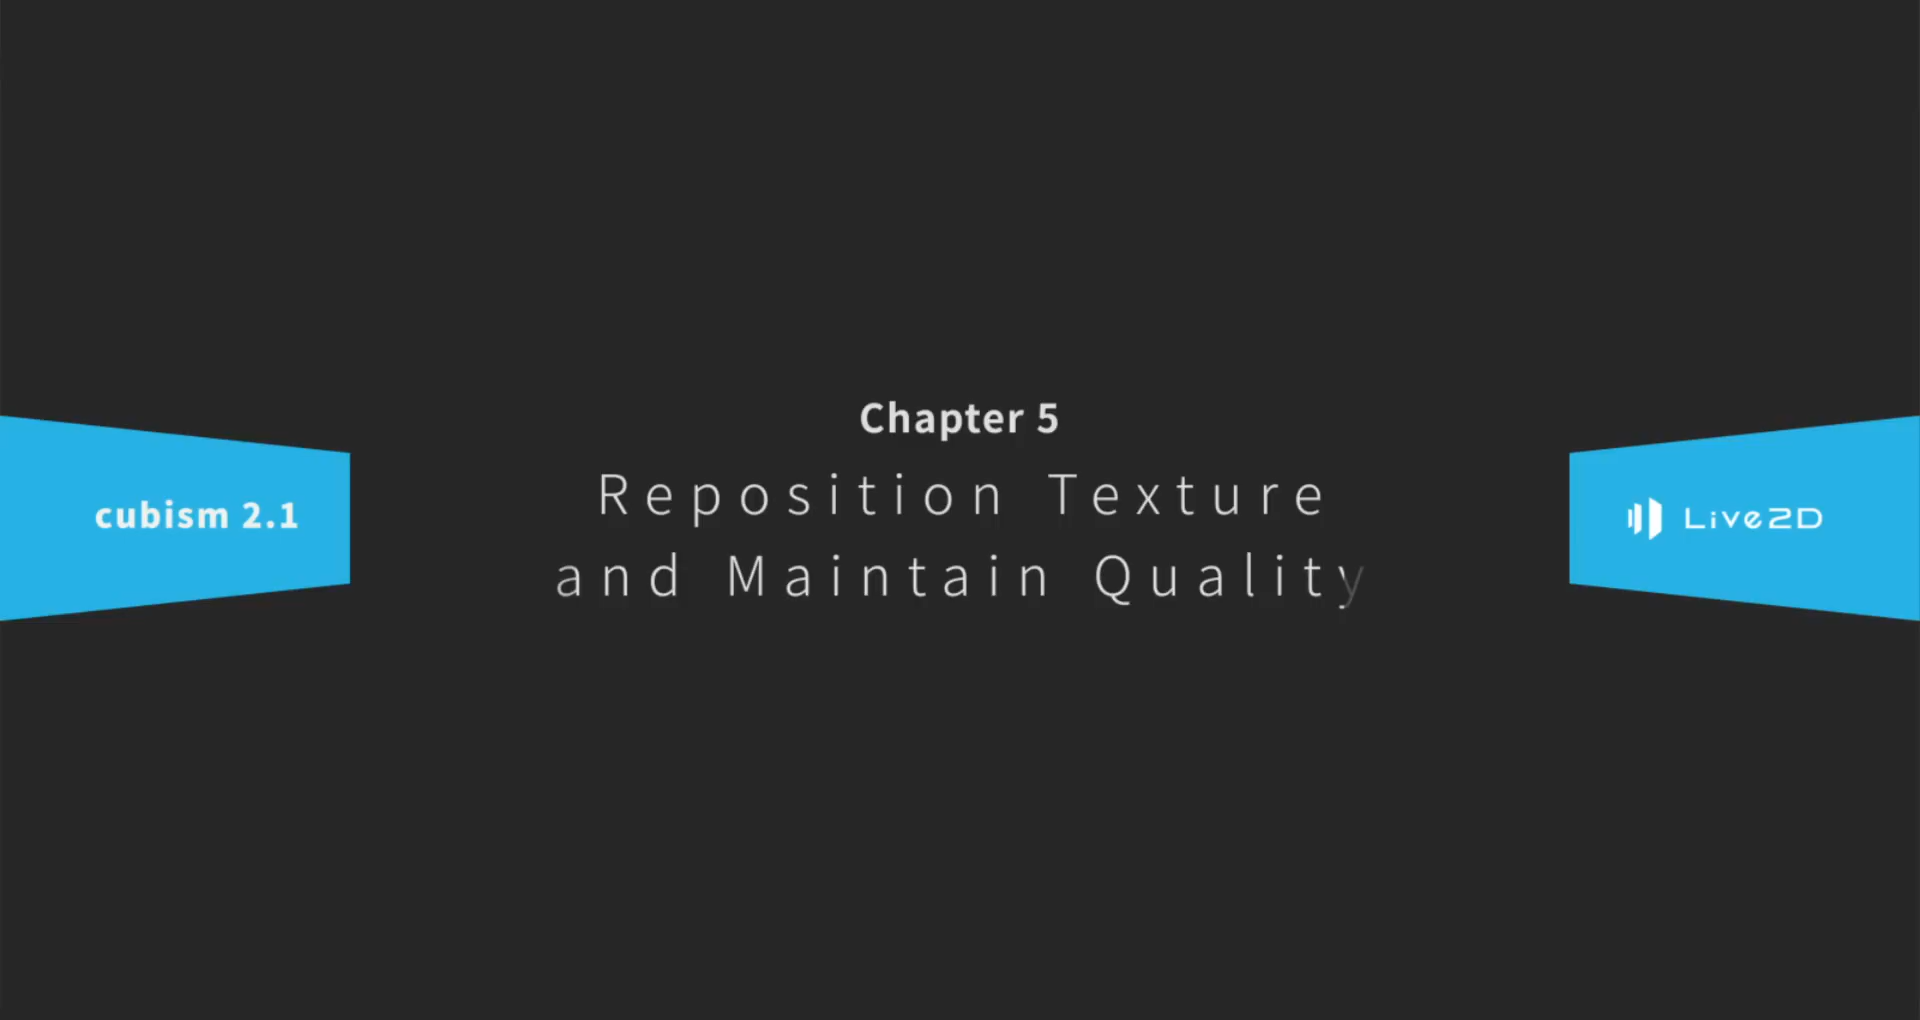 Chapter 5
Reposition Texture
and Maintain Quality
cubism 2.1
Live2D